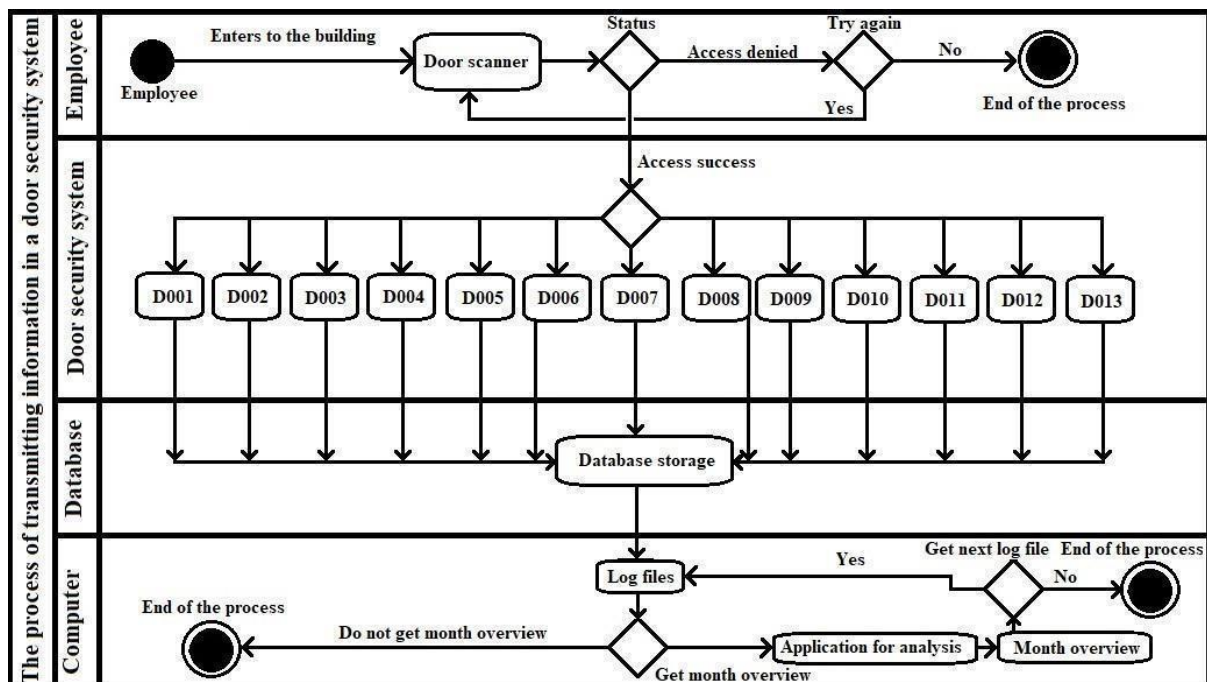 The process of transmitting information in a door security system
Employee
Status
Try again
Enters to the building
Door scanner
Access denied
No
Employee
Yes
End of the process
Door security system
Access success
D001
D002
D003
D004
D005
D006
D007
D008
D009
D010
D011
D012
D013
Database
Database storage
Computer
Get next log file
End of the process
Yes
Log files
No
End of the process
Do not get month overview
Application for analysis
Month overview
Get month overview